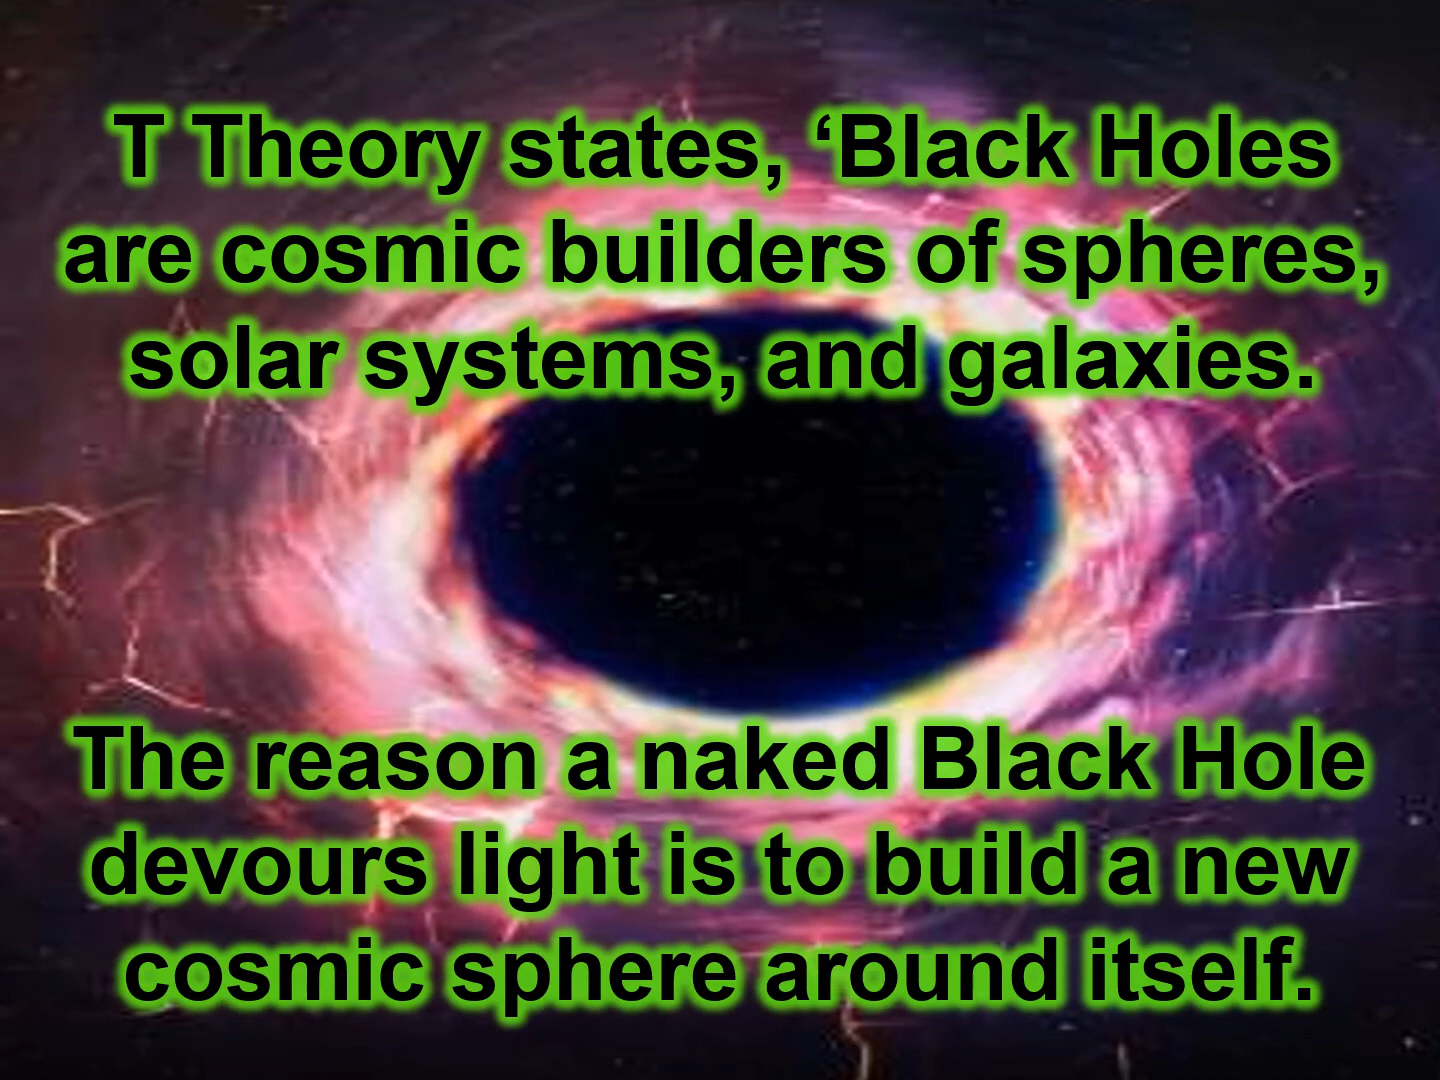 T Theory states, ‘Black Holes
are cosmic builders of spheres,
solar systems, and galaxies.
The reason a naked Black Hole
devours light is to build a new
cosmic sphere around itself.